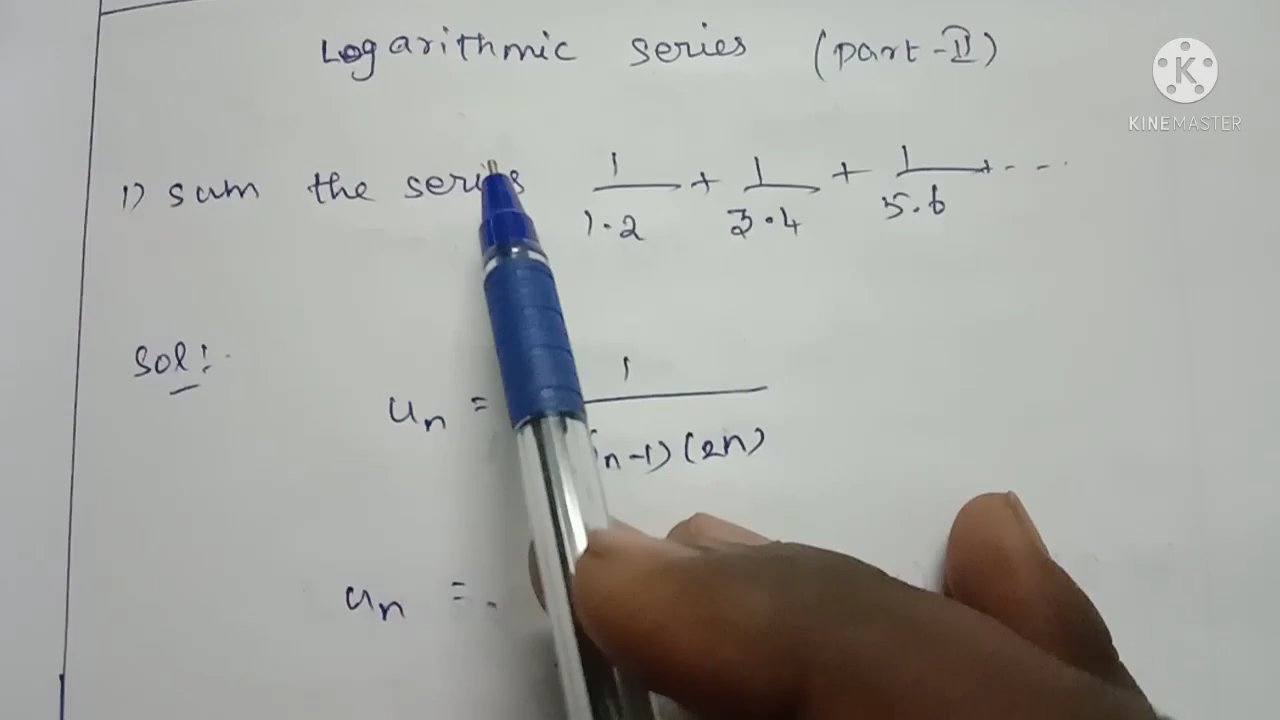 Logarithmic series (part-II)
KINEMASTER
1) sum the series 1/1.2 + 1/3.4 + 1/5.6 + ---
Sol:-
un = 1/(n-1)(2n)
un =